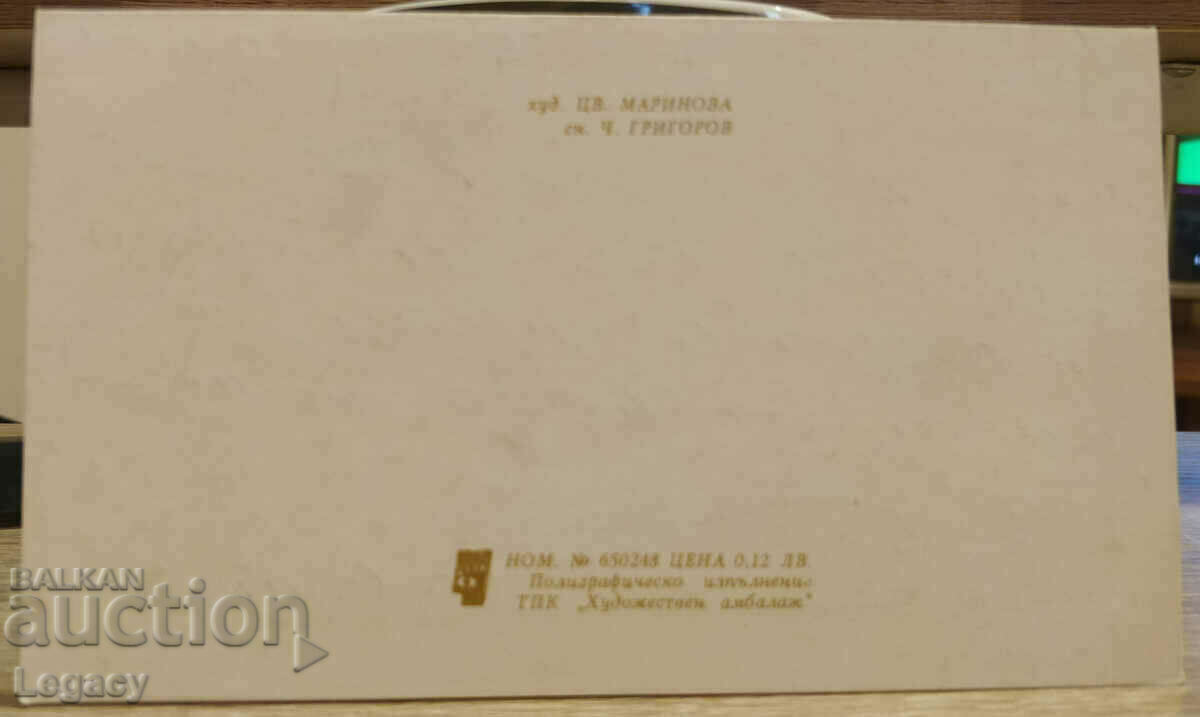 худ. ЦВ. МАРИНОВА
сн. Ч. ГРИГОРОВ
НОМ. № 650248 ЦЕНА 0,12 ЛВ.
Полиграфическо изпълнение
ТПК „Художествен амбалаж"
BALKAN
auction
Legacy